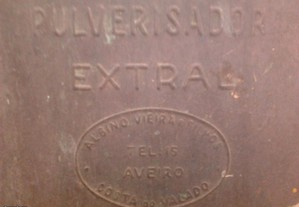 PULVERISADOR
EXTRAL
ALBINO VIEIRA
TEL. 15
AVEIRO
COSTA DO VALADO